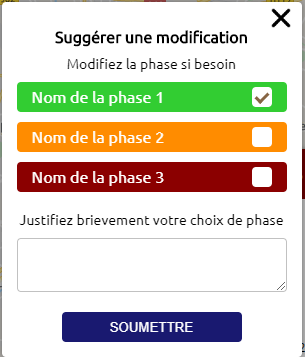 Suggérer une modification
Modifiez la phase si besoin
Nom de la phase 1
Nom de la phase 2
Nom de la phase 3
Justifiez brievement votre choix de phase
SOUMETTRE